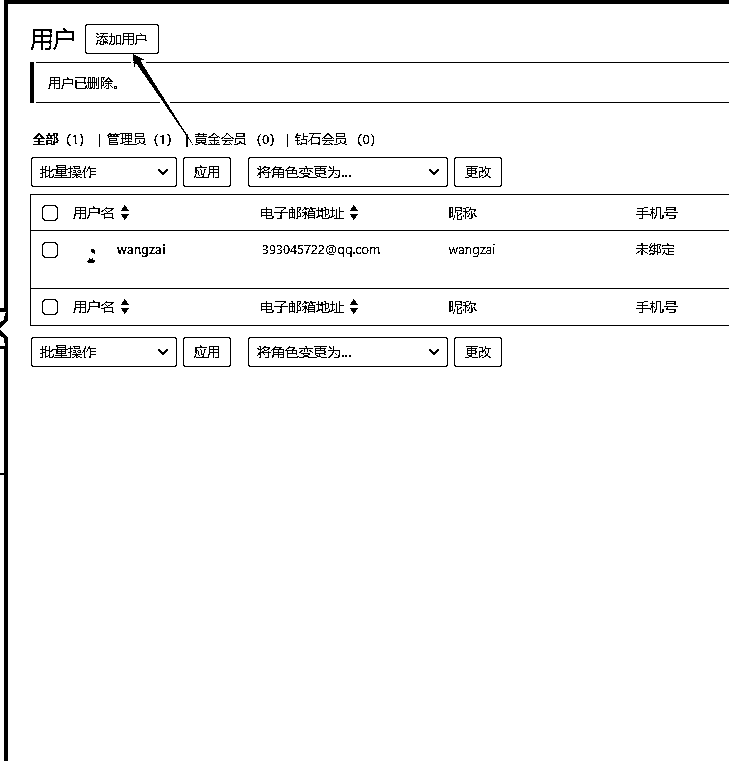 用户 添加用户
用户已删除。
全部（1） | 管理员（1） | 黄金会员 （0） | 钻石会员（0）
批量操作 应用 将角色变更为... 更改
用户名 电子邮箱地址 昵称 手机号
wangzai 393045722@qq.com wangzai 未绑定
用户名 电子邮箱地址 昵称 手机号
批量操作 应用 将角色变更为... 更改